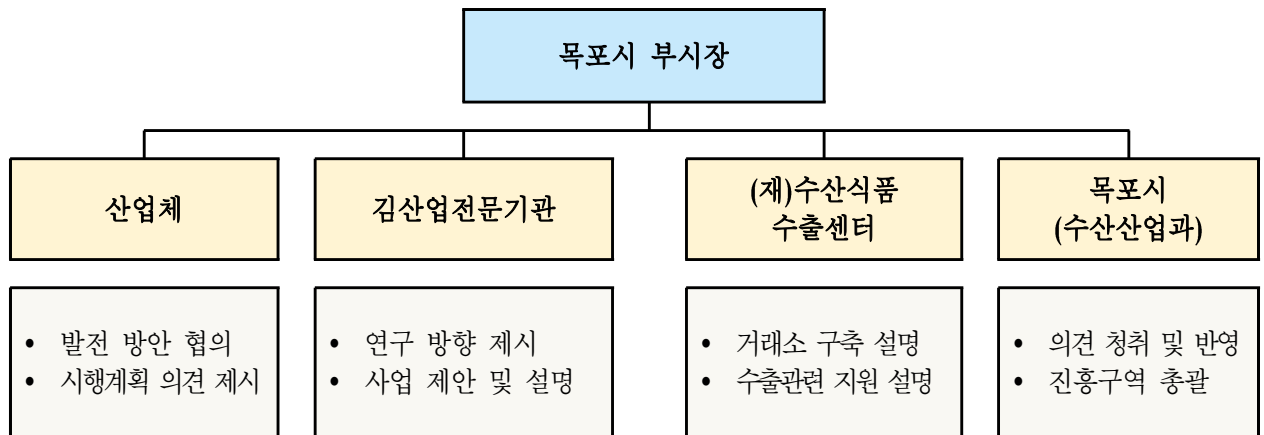 목포시 부시장
산업체
김산업전문기관
(재)수산식품
수출센터
목포시
(수산산업과)
• 발전 방안 협의
• 시행계획 의견 제시
• 연구 방향 제시
• 사업 제안 및 설명
• 거래소 구축 설명
• 수출관련 지원 설명
• 의견 청취 및 반영
• 진흥구역 총괄